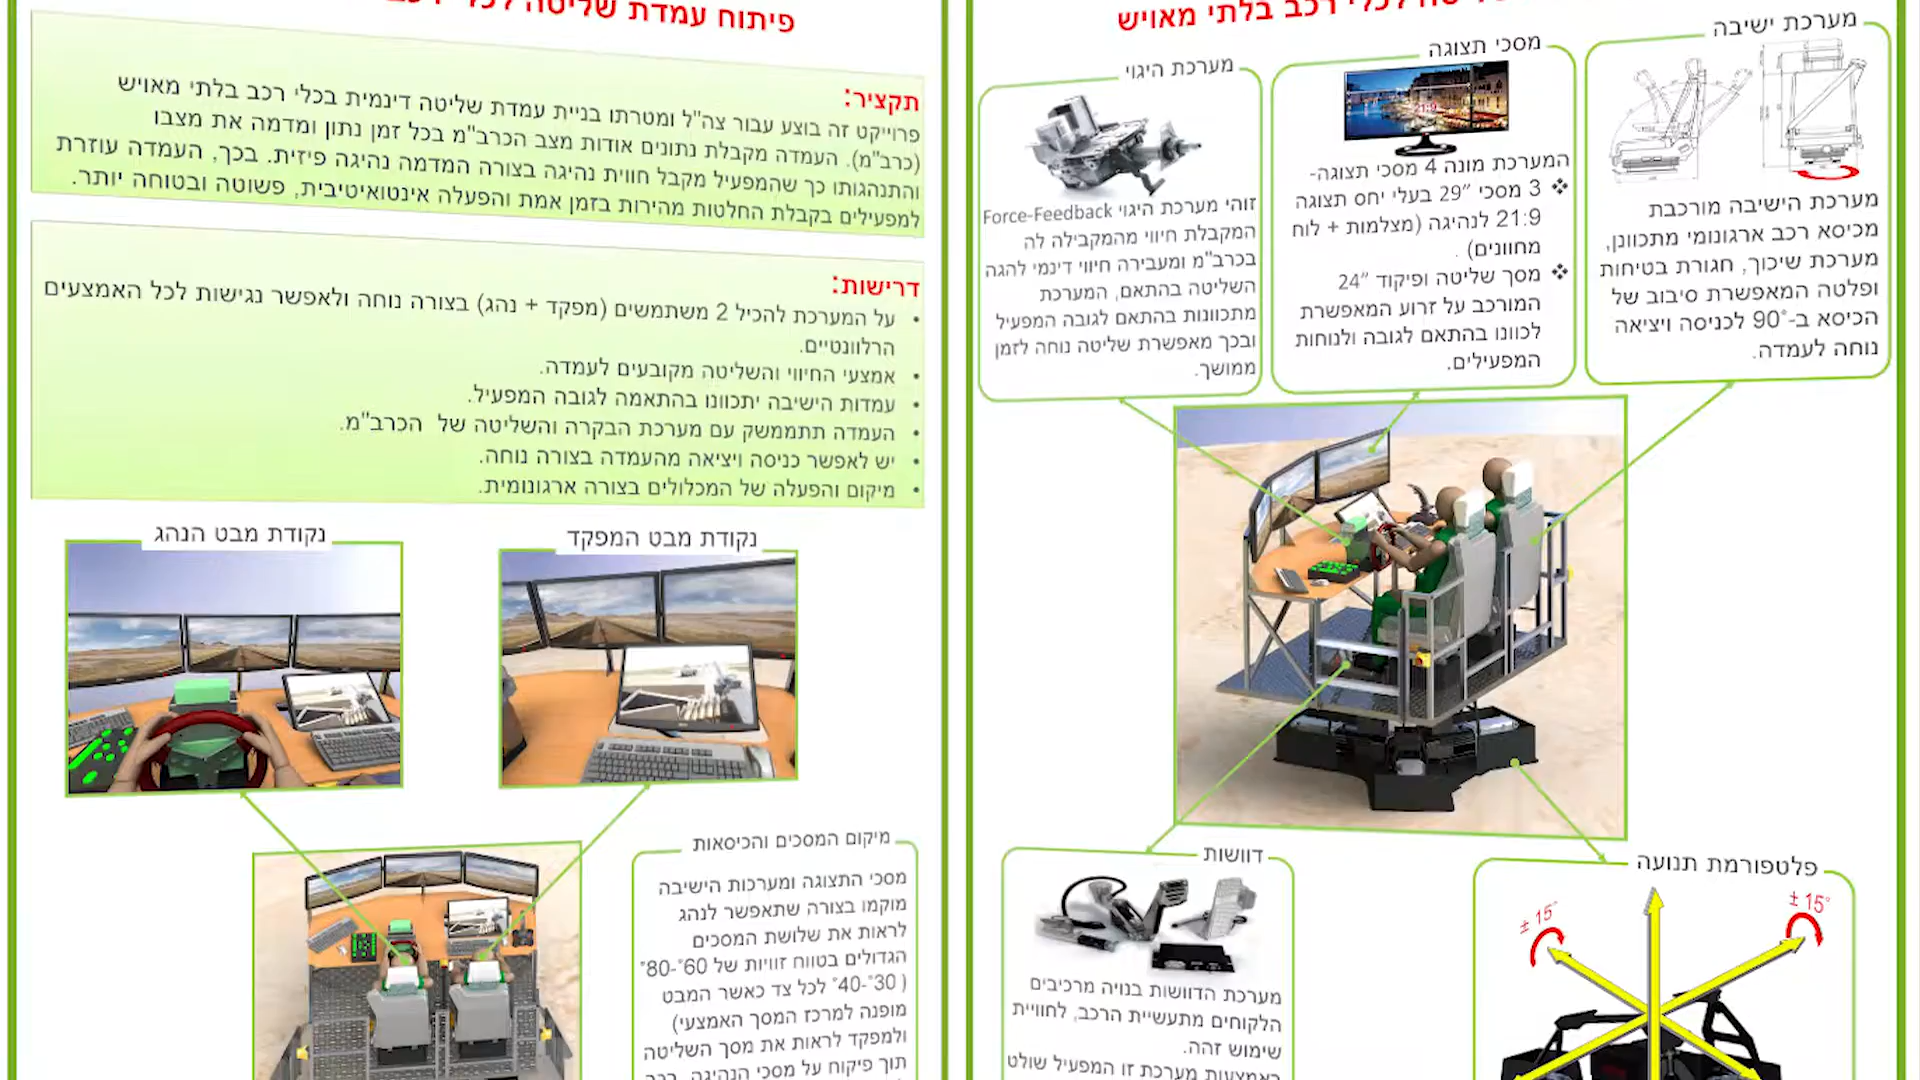 פיתוח עמדת שליטה לכלי
תקציר:
פרוייקט זה בוצע עבור צה"ל ומטרתו בניית עמדת שליטה דינמית בכלי רכב בלתי מאויש
(כרב"מ). העמדה מקבלת נתונים אודות מצב הכרב"מ בכל זמן נתון ומדמה את מצבו
והתנהגותו כך שהמפעיל מקבל חווית נהיגה בצורה המדמה נהיגה פיזית. בכך, העמדה עוזרת
למפעילים בקבלת החלטות מהירות בזמן אמת והפעלה אינטואיטיבית, פשוטה ובטוחה יותר.
דרישות:
• על המערכת להכיל 2 משתמשים (מפקד + נהג) בצורה נוחה ולאפשר נגישות לכל האמצעים
הרלוונטיים.
• אמצעי החיווי והשליטה מקובעים לעמדה.
• עמדות הישיבה יתכוונו בהתאמה לגובה המפעיל.
• העמדה תתממשק עם מערכת הבקרה והשליטה של הכרב"מ.
• יש לאפשר כניסה ויציאה מהעמדה בצורה נוחה.
• מיקום והפעלה של המכלולים בצורה ארגונומית.
נקודת מבט המפקד
נקודת מבט הנהג
מיקום המסכים והכיסאות
מסכי התצוגה ומערכות הישיבה
מוקמו בצורה שתאפשר לנהג
לראות את שלושת המסכים
הגדולים בטווח זוויות של 60°-80°
(30°-40° לכל צד כאשר המבט
מופנה למרכז המסך האמצעי)
ולמפקד לראות את מסך השליטה
תוך פיקוח על מסכי הנהיגה. בכך
לכלי רכב בלתי מאויש
מערכת ישיבה
מערכת הישיבה מורכבת
מכיסא רכב ארגונומי מתכוונן,
מערכת שיכוך, חגורת בטיחות
ופלטה המאפשרת סיבוב של
הכיסא ב-90° לכניסה ויציאה
נוחה לעמדה.
מסכי תצוגה
המערכת מונה 4 מסכי תצוגה-
❖ 3 מסכי 29" בעלי יחס תצוגה
21:9 לנהיגה (מצלמות + לוח
מחוונים) .
❖ מסך שליטה ופיקוד 24"
המורכב על זרוע המאפשרת
לכוונו בהתאם לגובה ולנוחות
המפעילים.
מערכת היגוי
זוהי מערכת היגוי Force-Feedback
המקבלת חיווי מהמקבילה לה
בכרב"מ ומעבירה חיווי דינמי להגה
השליטה בהתאם, המערכת
מתכווננות בהתאם לגובה המפעיל
ובכך מאפשרת שליטה נוחה לזמן
ממושך.
דוושות
מערכת הדוושות בנויה מרכיבים
הלקוחים מתעשיית הרכב, לחוויית
שימוש זהה.
באמצעות מערכת זו המפעיל שולט
פלטפורמת תנועה
± 15°
± 15°